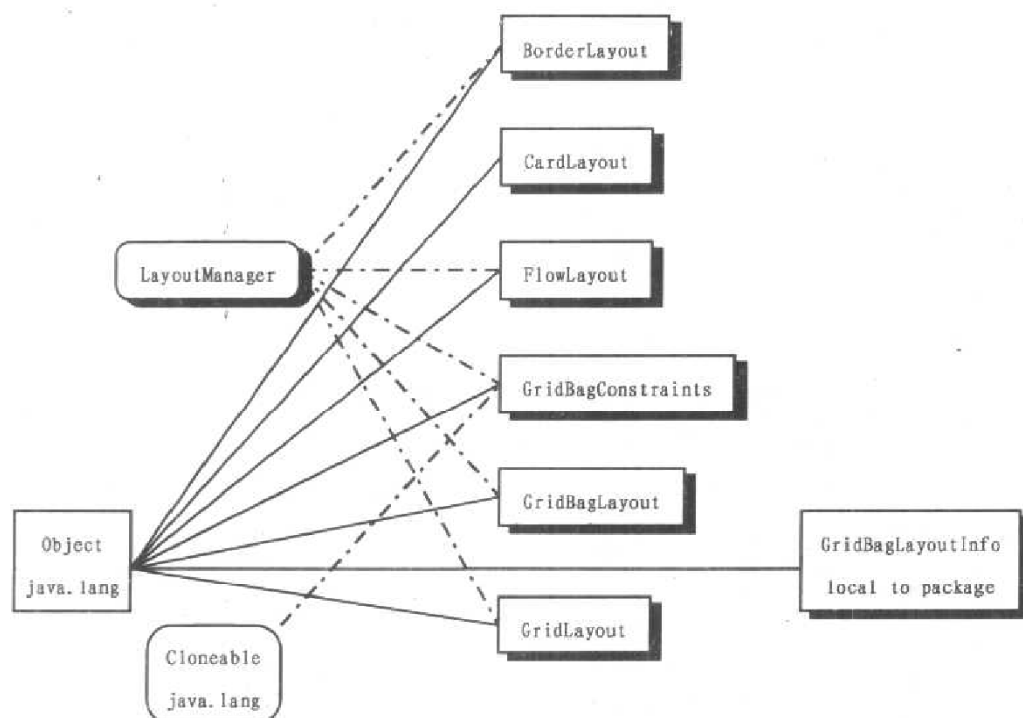 BorderLayout
CardLayout
LayoutManager
FlowLayout
GridBagConstraints
GridBagLayout
Object
java.lang
GridBagLayoutInfo
local to package
GridLayout
Cloneable
java.lang